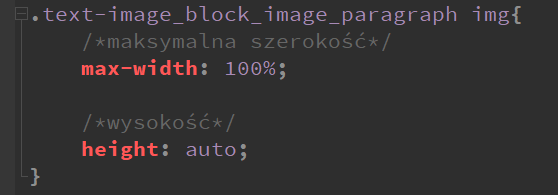 .text-image_block_image_paragraph img{
/*maksymalna szerokość*/
max-width: 100%;
/*wysokość*/
height: auto;
}